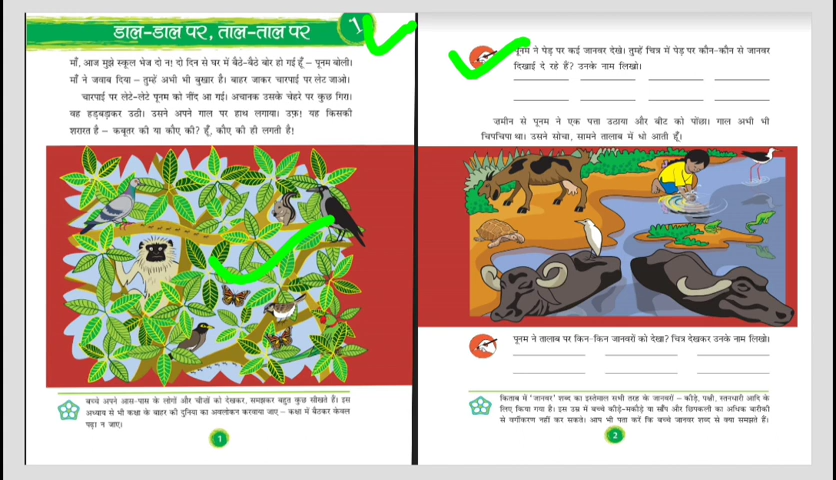 डाल-डाल पर, ताल-ताल पर
1
माँ, आज मुझे स्कूल भेज दो न! दो दिन से घर में बैठे-बैठे बोर हो गई हूँ – पूनम बोली।
माँ ने जवाब दिया – तुम्हें अभी भी बुखार है। बाहर जाकर चारपाई पर लेट जाओ।
चारपाई पर लेटे-लेटे पूनम को नींद आ गई। अचानक उसके चेहरे पर कुछ गिरा।
वह हड़बड़ाकर उठी। उसने अपने गाल पर हाथ लगाया। उफ़! यह किसकी
शरारत है – कबूतर की या कौए की? हूँ, कौए की ही लगती है!
बच्चे अपने आस-पास के लोगों और चीज़ों को देखकर, समझकर बहुत कुछ सीखते हैं। इस
अध्याय से भी कक्षा के बाहर की दुनिया का अवलोकन करवाया जाए – कक्षा में बैठकर केवल
पढ़ा न जाए।
1
पूनम ने पेड़ पर कई जानवर देखे। तुम्हें चित्र में पेड़ पर कौन-कौन से जानवर
दिखाई दे रहे हैं? उनके नाम लिखो।
ज़मीन से पूनम ने एक पत्ता उठाया और बीट को पोंछा। गाल अभी भी
चिपचिपा था। उसने सोचा, सामने तालाब में धो आती हूँ।
पूनम ने तालाब पर किन-किन जानवरों को देखा? चित्र देखकर उनके नाम लिखो।
किताब में 'जानवर' शब्द का इस्तेमाल सभी तरह के जानवरों – कीड़े, पक्षी, स्तनधारी आदि के
लिए किया गया है। इस उम्र में बच्चे कीड़े-मकौड़े या साँप और छिपकली का अधिक बारीकी
से वर्गीकरण नहीं कर सकते। आप भी पता करें कि बच्चे जानवर शब्द से क्या समझते हैं।
2